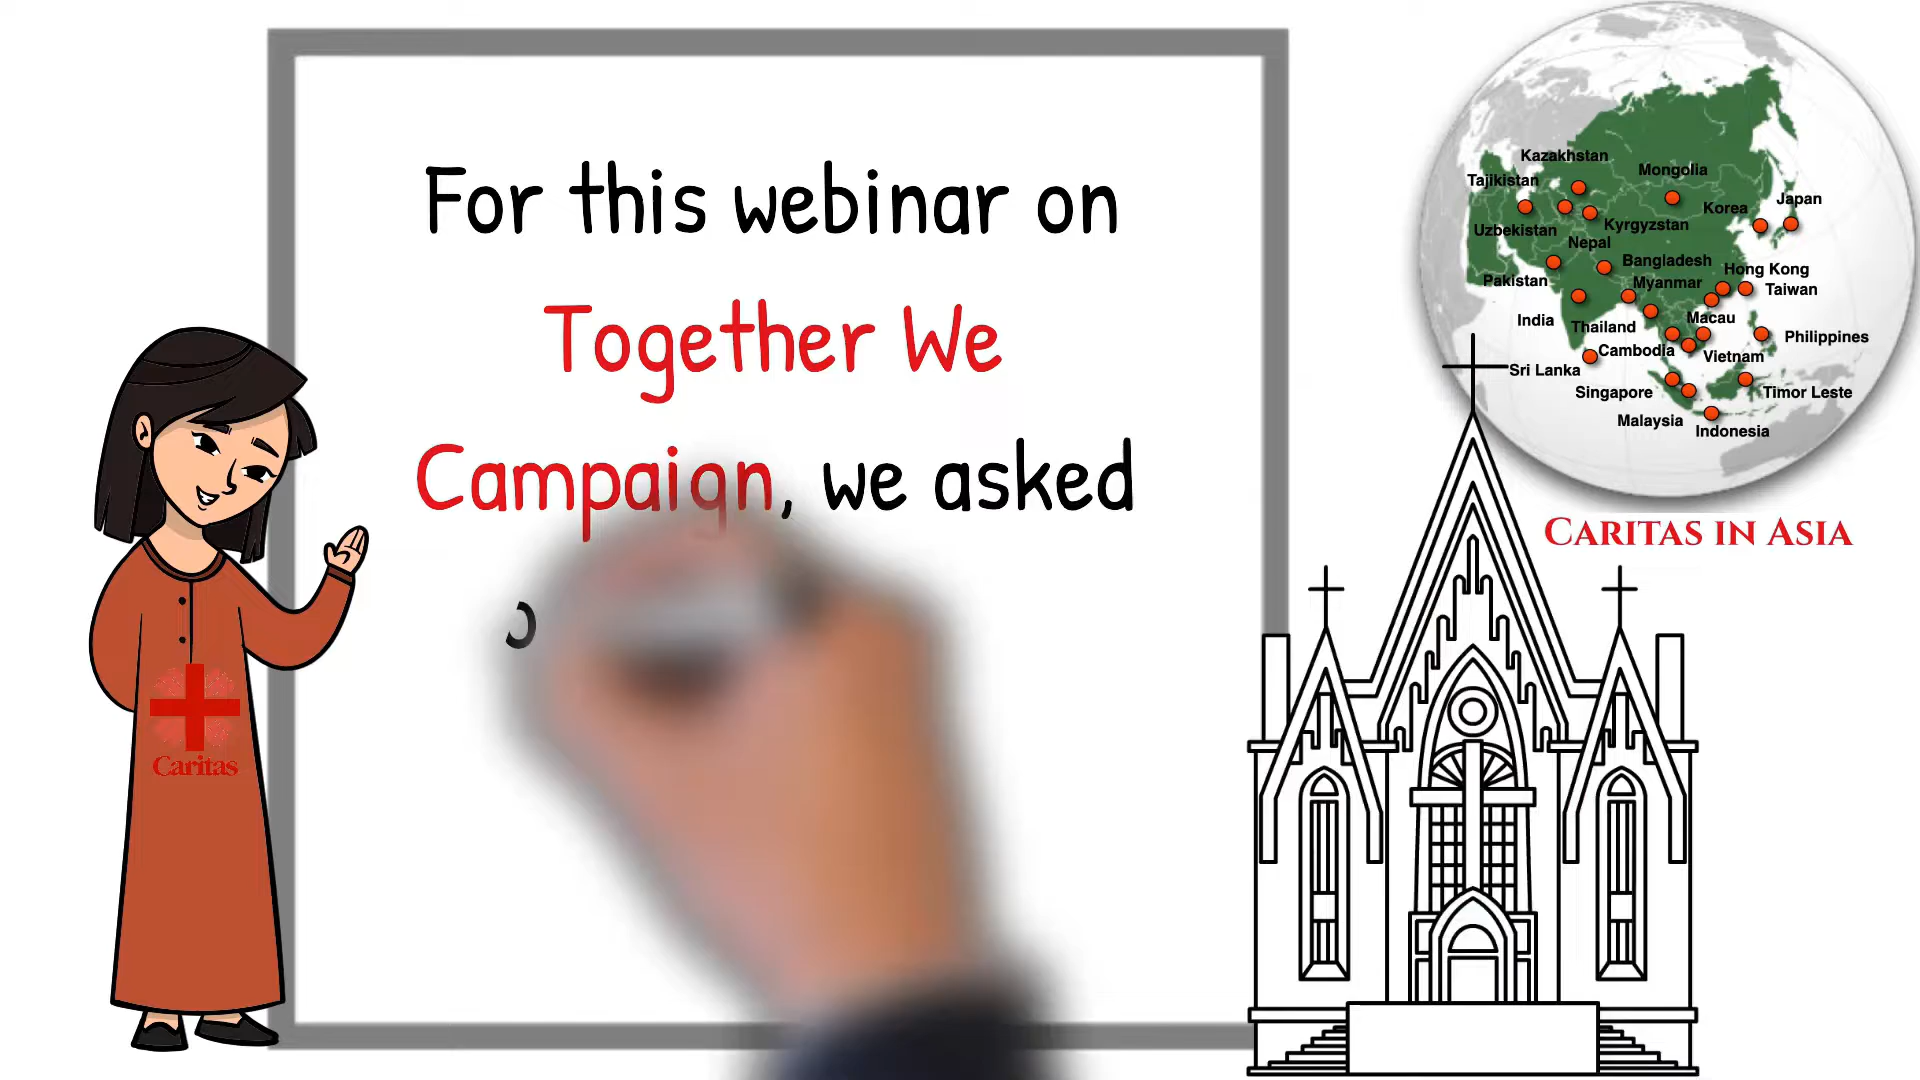 For this webinar on
Together We
Campaign, we asked
Caritas
Kazakhstan
Mongolia
Tajikistan
Japan
Korea
Uzbekistan
Kyrgyzstan
Nepal
Bangladesh
Hong Kong
Pakistan
Myanmar
Taiwan
India
Thailand
Macau
Philippines
Cambodia
Vietnam
Sri Lanka
Singapore
Timor Leste
Malaysia
Indonesia
Caritas in Asia